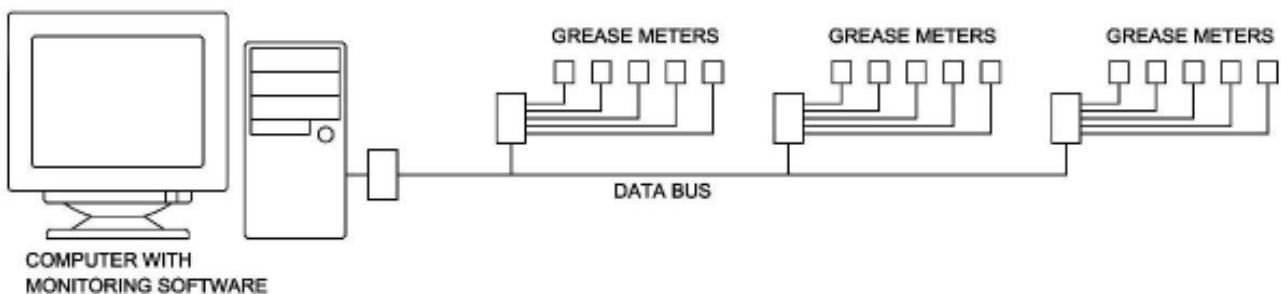 GREASE METERS
GREASE METERS
GREASE METERS
DATA BUS
COMPUTER WITH
MONITORING SOFTWARE